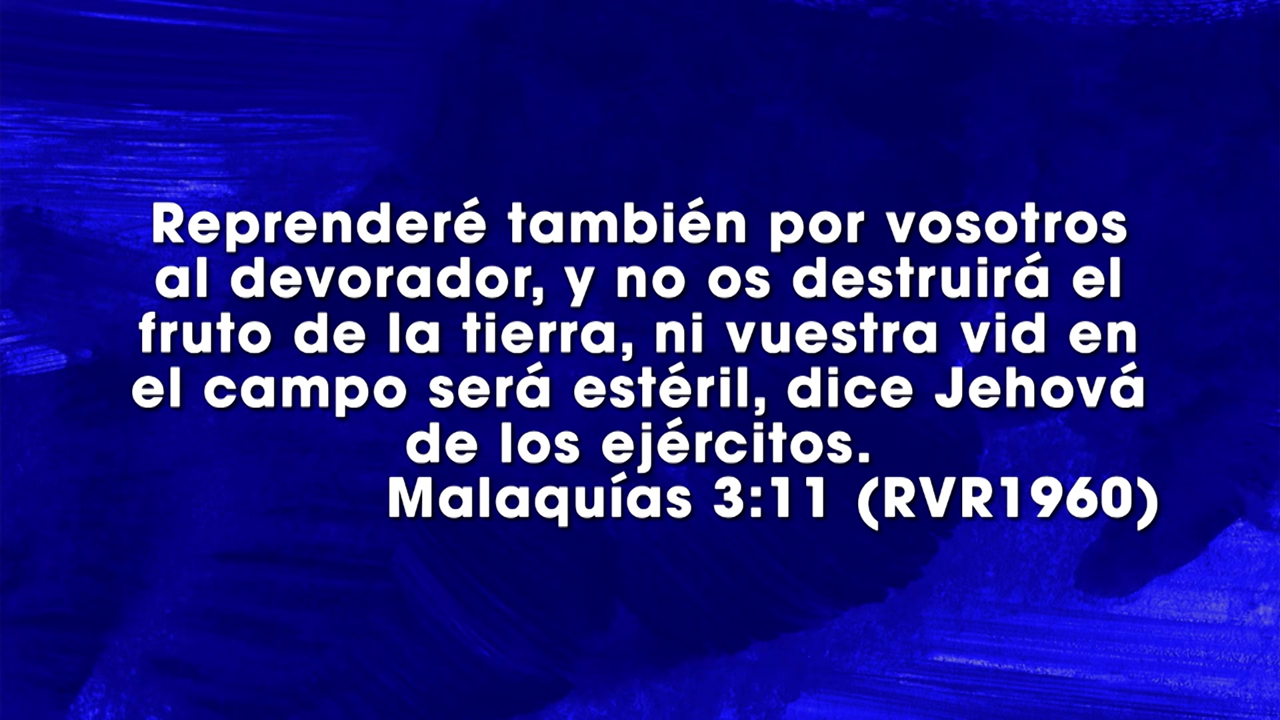 Reprenderé también por vosotros
al devorador, y no os destruirá el
fruto de la tierra, ni vuestra vid en
el campo será estéril, dice Jehová
de los ejércitos.
Malaquías 3:11 (RVR1960)